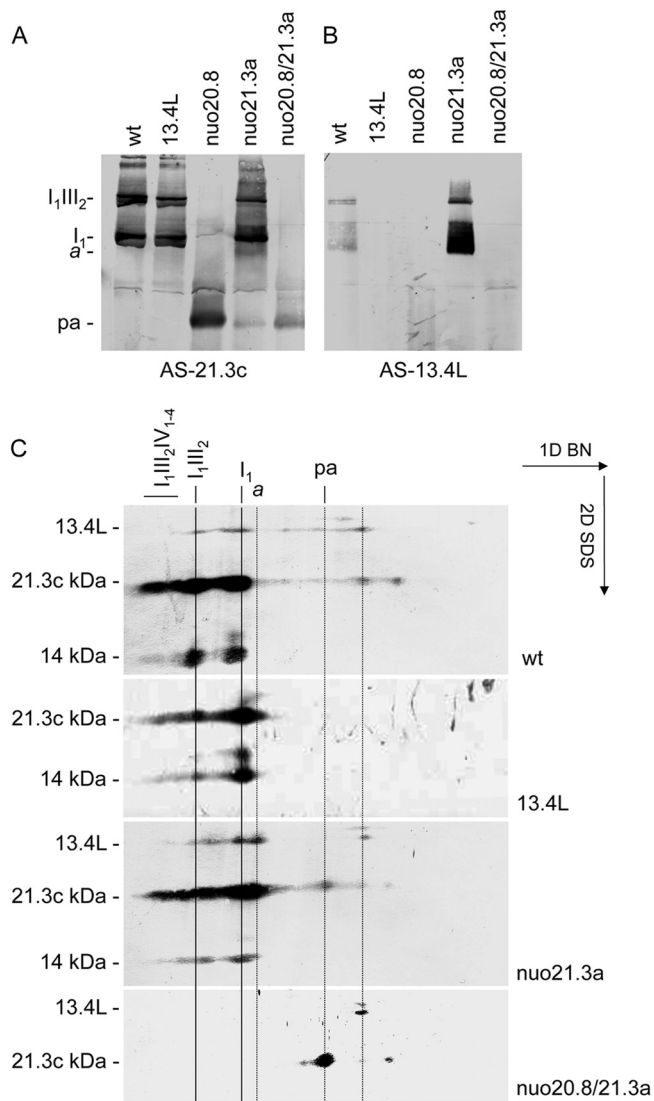 A
B
wt
13.4L
nuo20.8
nuo21.3a
nuo20.8/21.3a
wt
13.4L
nuo20.8
nuo21.3a
nuo20.8/21.3a
I1III2-
I1-
a-
pa -
I1III2-
I1-
a-
pa -
AS-21.3c
AS-13.4L
C
I1III2IV1-4
I1III2
I1
a
pa
1D BN
2D SDS
13.4L -
21.3c kDa -
14 kDa -
wt
21.3c kDa -
14 kDa -
13.4L
13.4L -
21.3c kDa -
14 kDa -
nuo21.3a
13.4L -
21.3c kDa -
nuo20.8/21.3a